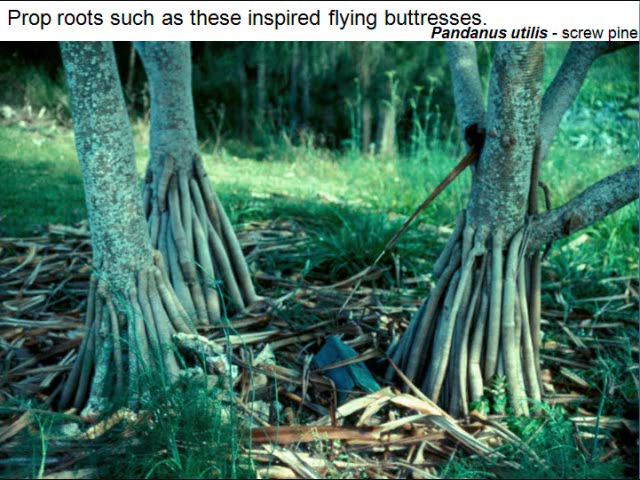 Prop roots such as these inspired flying buttresses.
Pandanus utilis - screw pine